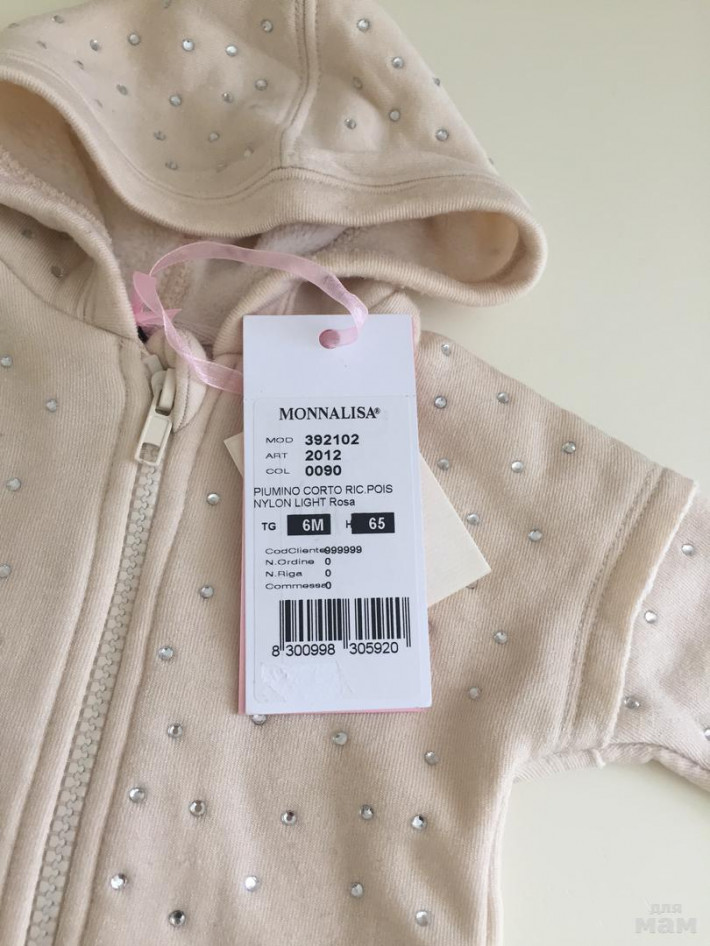 MONNALISA®
MOD 392102
ART 2012
COL 0090
PIUMINO CORTO RIC.POIS
NYLON LIGHT Rosa
TG 6M H 65
CodCliente 999999
N.Ordine 0
N.Riga 0
Commessa 0
8 300998 305920
для
мам